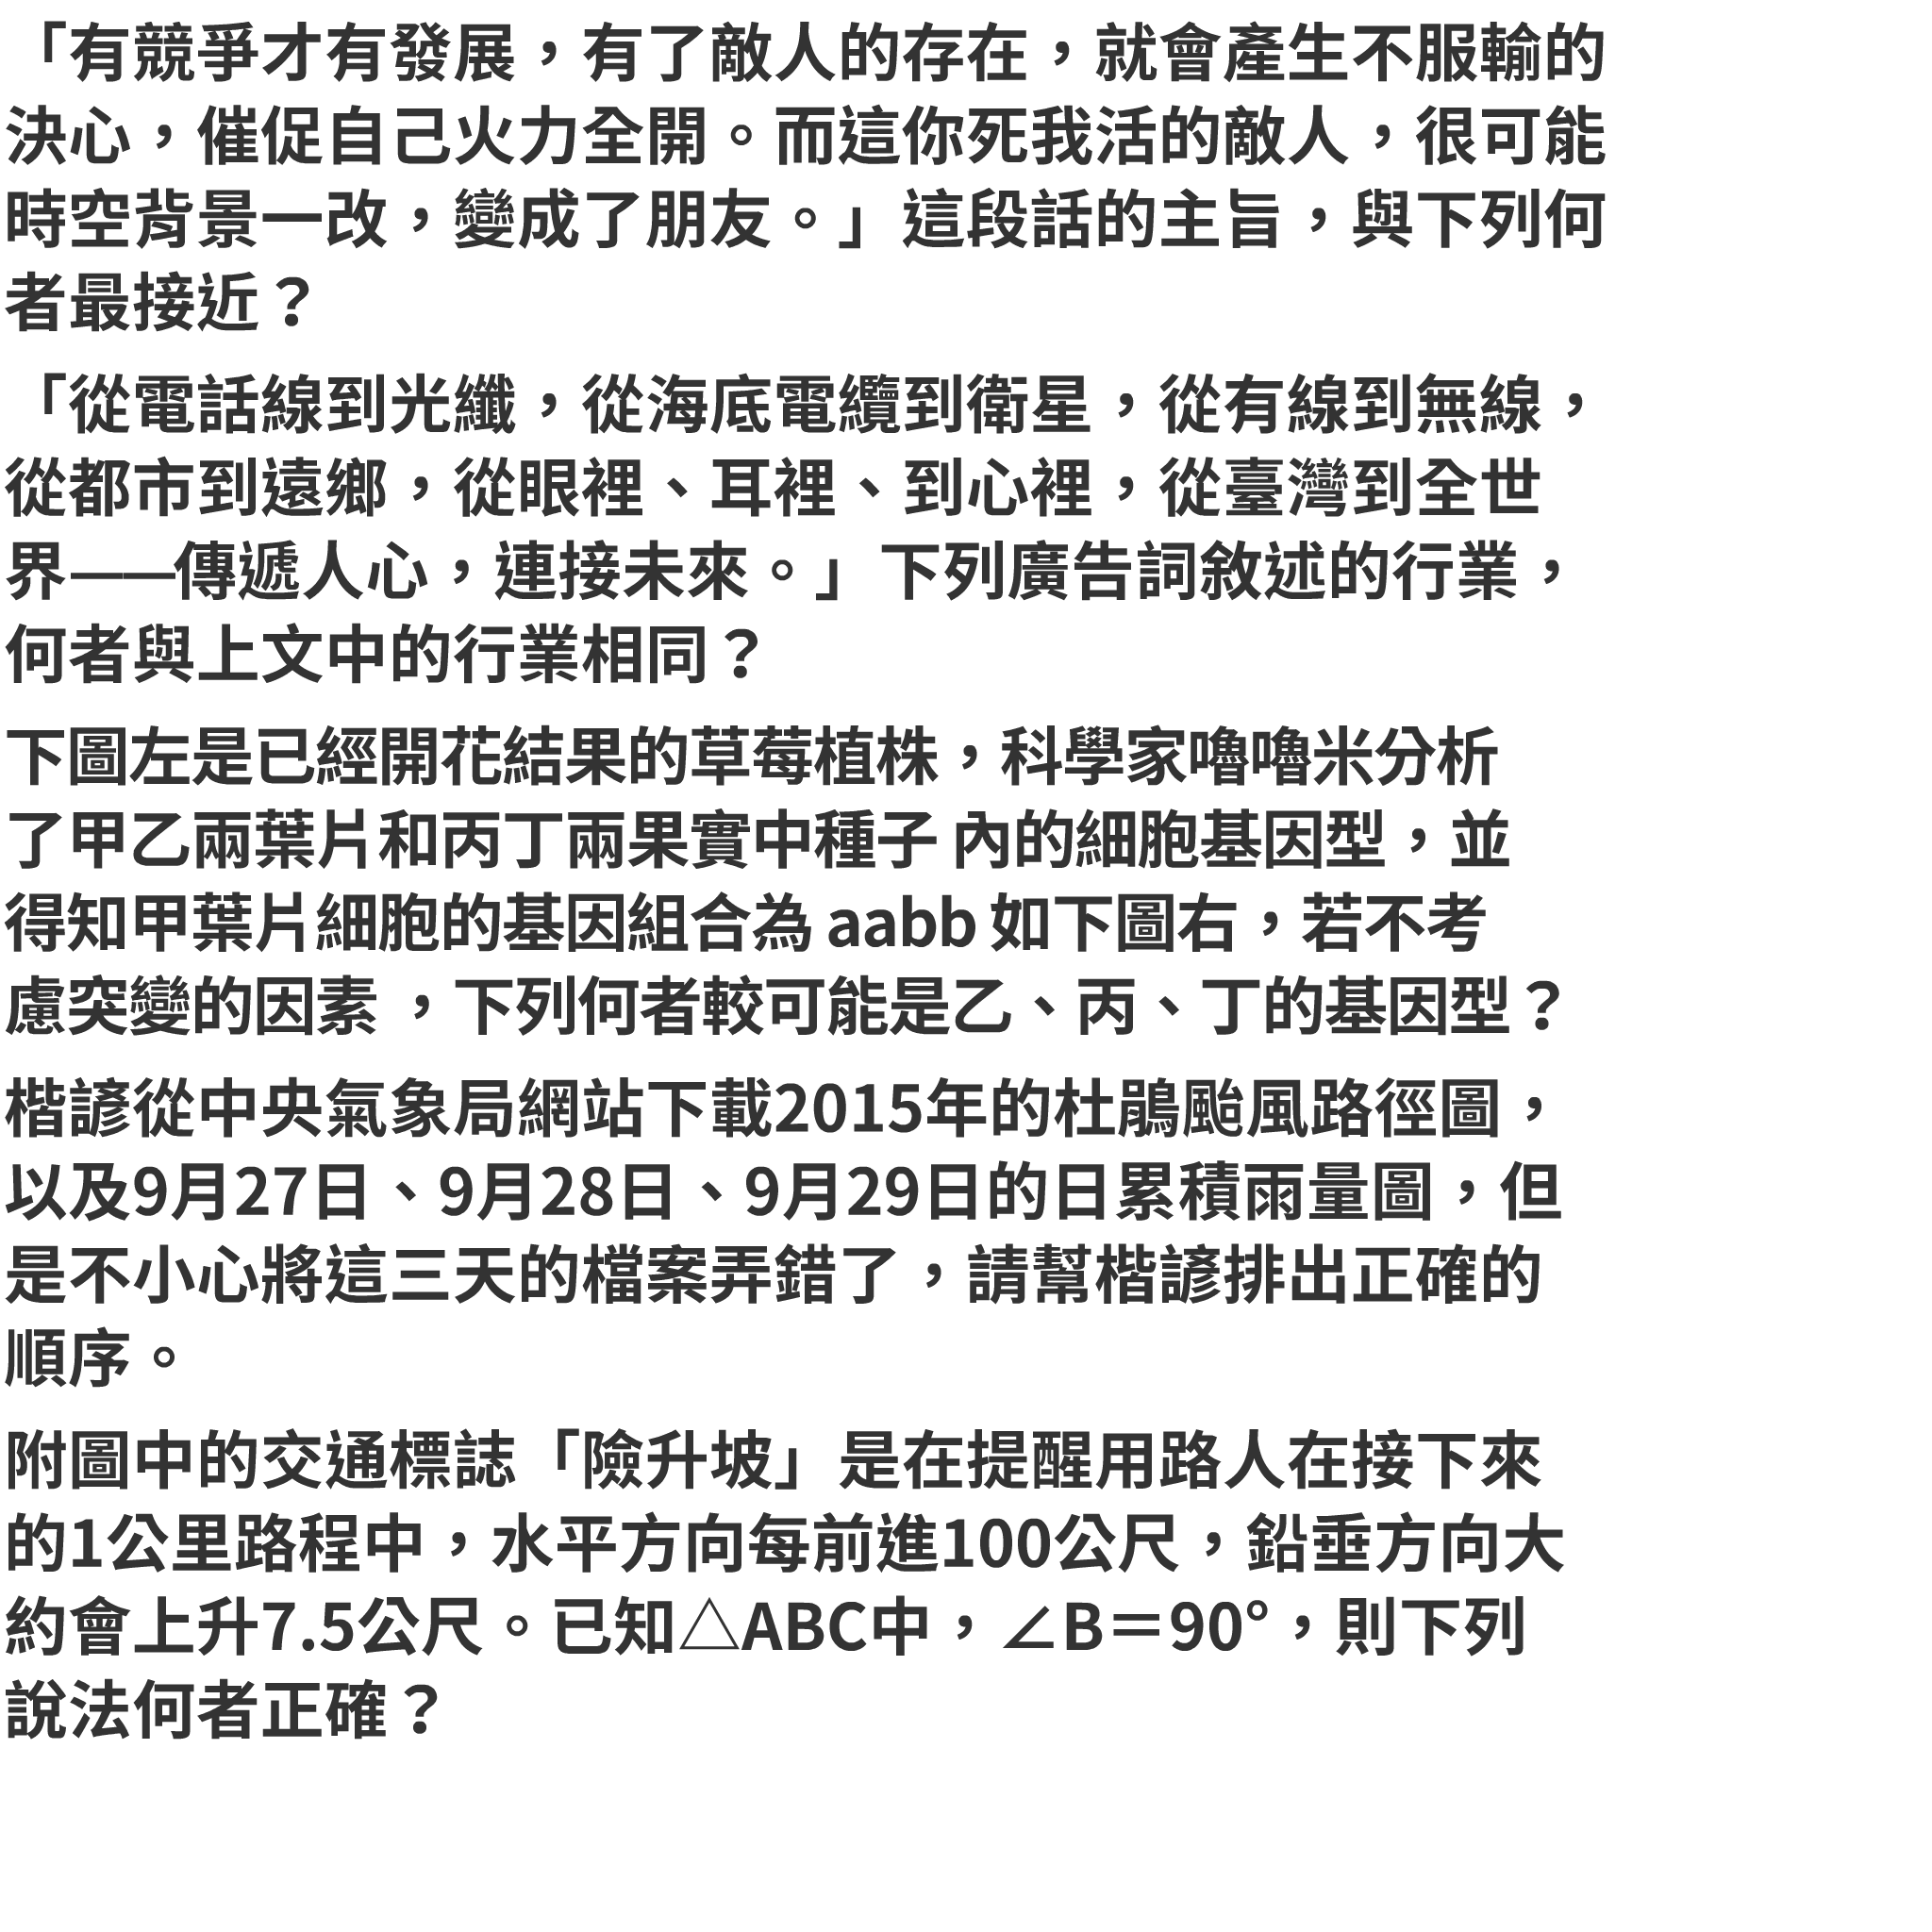 「有競爭才有發展，有了敵人的存在，就會產生不服輸的
決心，催促自己火力全開。而這你死我活的敵人，很可能
時空背景一改，變成了朋友。」這段話的主旨，與下列何
者最接近？
「從電話線到光纖，從海底電纜到衛星，從有線到無線，
從都市到遠鄉，從眼裡、耳裡、到心裡，從臺灣到全世
界——傳遞人心，連接未來。」下列廣告詞敘述的行業，
何者與上文中的行業相同？
下圖左是已經開花結果的草莓植株，科學家嚕嚕米分析
了甲乙兩葉片和丙丁兩果實中種子 內的細胞基因型，並
得知甲葉片細胞的基因組合為 aabb 如下圖右，若不考
慮突變的因素 ，下列何者較可能是乙、丙、丁的基因型？
楷諺從中央氣象局網站下載2015年的杜鵑颱風路徑圖，
以及9月27日、9月28日、9月29日的日累積雨量圖，但
是不小心將這三天的檔案弄錯了，請幫楷諺排出正確的
順序。
附圖中的交通標誌「險升坡」是在提醒用路人在接下來
的1公里路程中，水平方向每前進100公尺，鉛垂方向大
約會上升7.5公尺。已知△ABC中，∠B＝90°，則下列
說法何者正確？